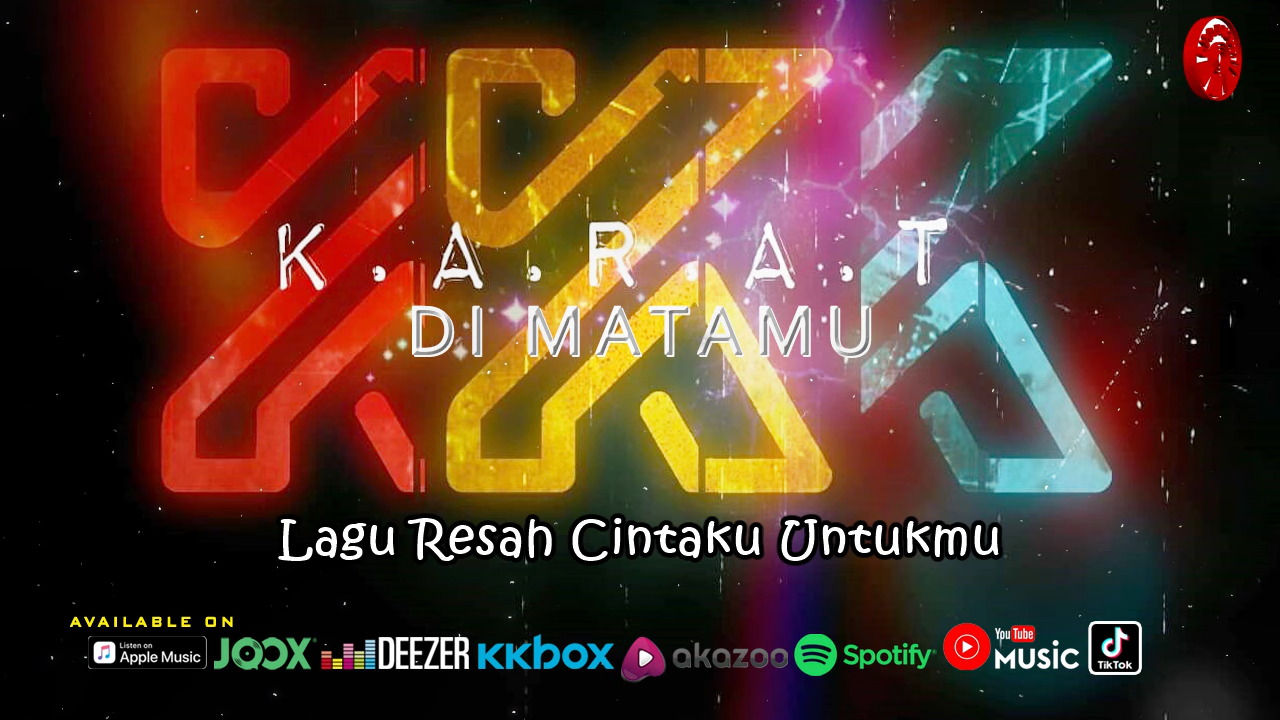 K.A.R.A.T
DI MATAMU
Lagu Resah Cintaku Untukmu
AVAILABLE ON
Listen on
Apple Music
JOOX
DEEZER
KKBOX
akazoo
Spotify
YouTube
MUSIC
TikTok